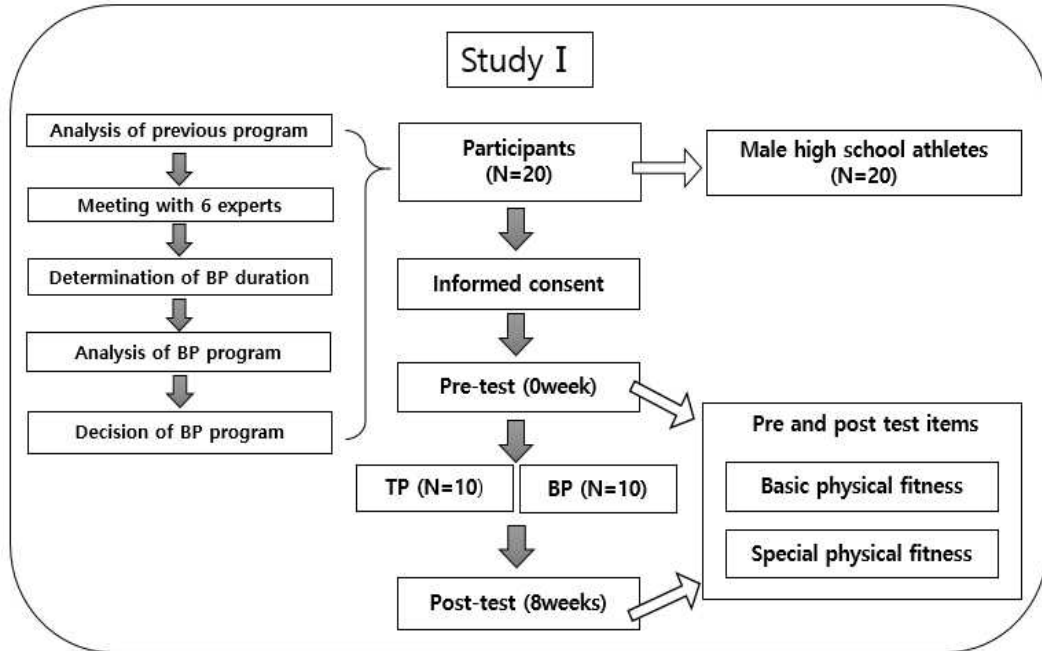 Study I
Analysis of previous program
Meeting with 6 experts
Determination of BP duration
Analysis of BP program
Decision of BP program
Participants
(N=20)
Male high school athletes
(N=20)
Informed consent
Pre-test (0week)
TP (N=10)
BP (N=10)
Post-test (8weeks)
Pre and post test items
Basic physical fitness
Special physical fitness